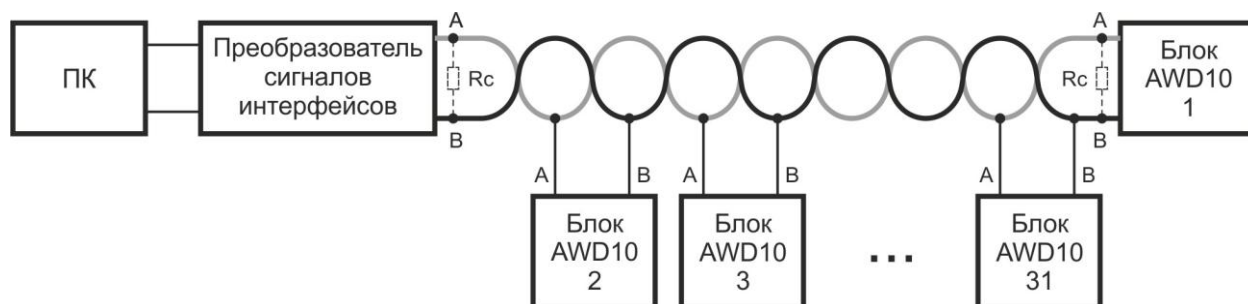 ПК
Преобразователь
сигналов
интерфейсов
A
Rc
B
A
Rc
B
Блок
AWD10
1
A
B
A
B
A
B
Блок
AWD10
2
Блок
AWD10
3
...
Блок
AWD10
31